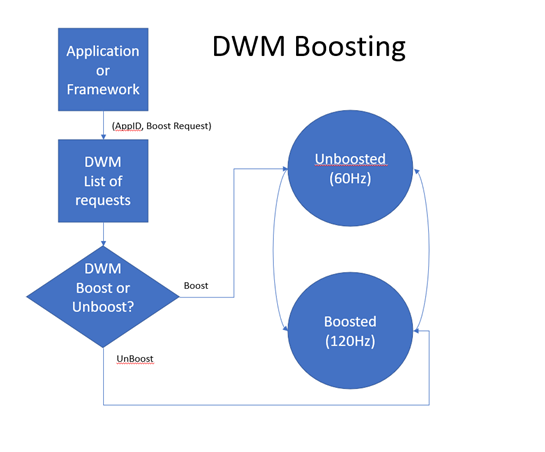 DWM Boosting
Application
or
Framework
(AppID, Boost Request)
DWM
List of
requests
DWM
Boost or
Unboost?
Boost
UnBoost
Unboosted
(60Hz)
Boosted
(120Hz)